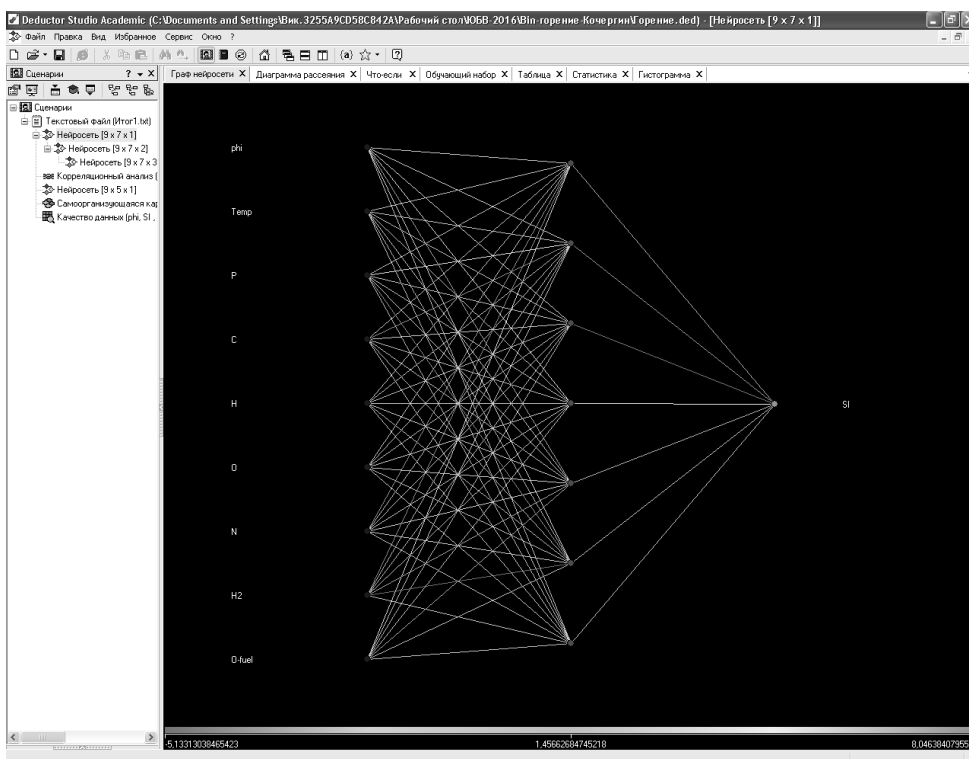 Deductor Studio Academic (C:\Documents and Settings\Вик.3255A9CD58C842A\Рабочий стол\ЮБВ-2016\Bin-горение-Кочергин\Горение.ded) - [Нейросеть [9 x 7 x 1]]
Файл Правка Вид Избранное Сервис Окно ?
Сценарии
Граф нейросети X Диаграмма рассеяния X Что-если X Обучающий набор X Таблица X Статистика X Гистограмма X
Сценарии
Текстовый файл (Итог1.txt)
Нейросеть [9 x 7 x 1]
Нейросеть [9 x 7 x 2]
Нейросеть [9 x 7 x 3
Корреляционный анализ (
Нейросеть [9 x 5 x 1]
Самоорганизующаяся кар
Качество данных (phi, SI ,
phi
Temp
P
C
H
SI
O
N
H2
O-fuel
-5,13313038465423 1,45662684745218 8,04638407955